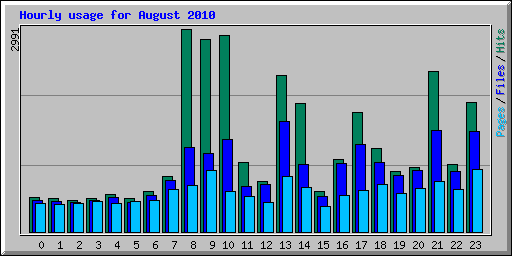 Hourly usage for August 2010
2991
Pages / Files / Hits
0 1 2 3 4 5 6 7 8 9 10 11 12 13 14 15 16 17 18 19 20 21 22 23